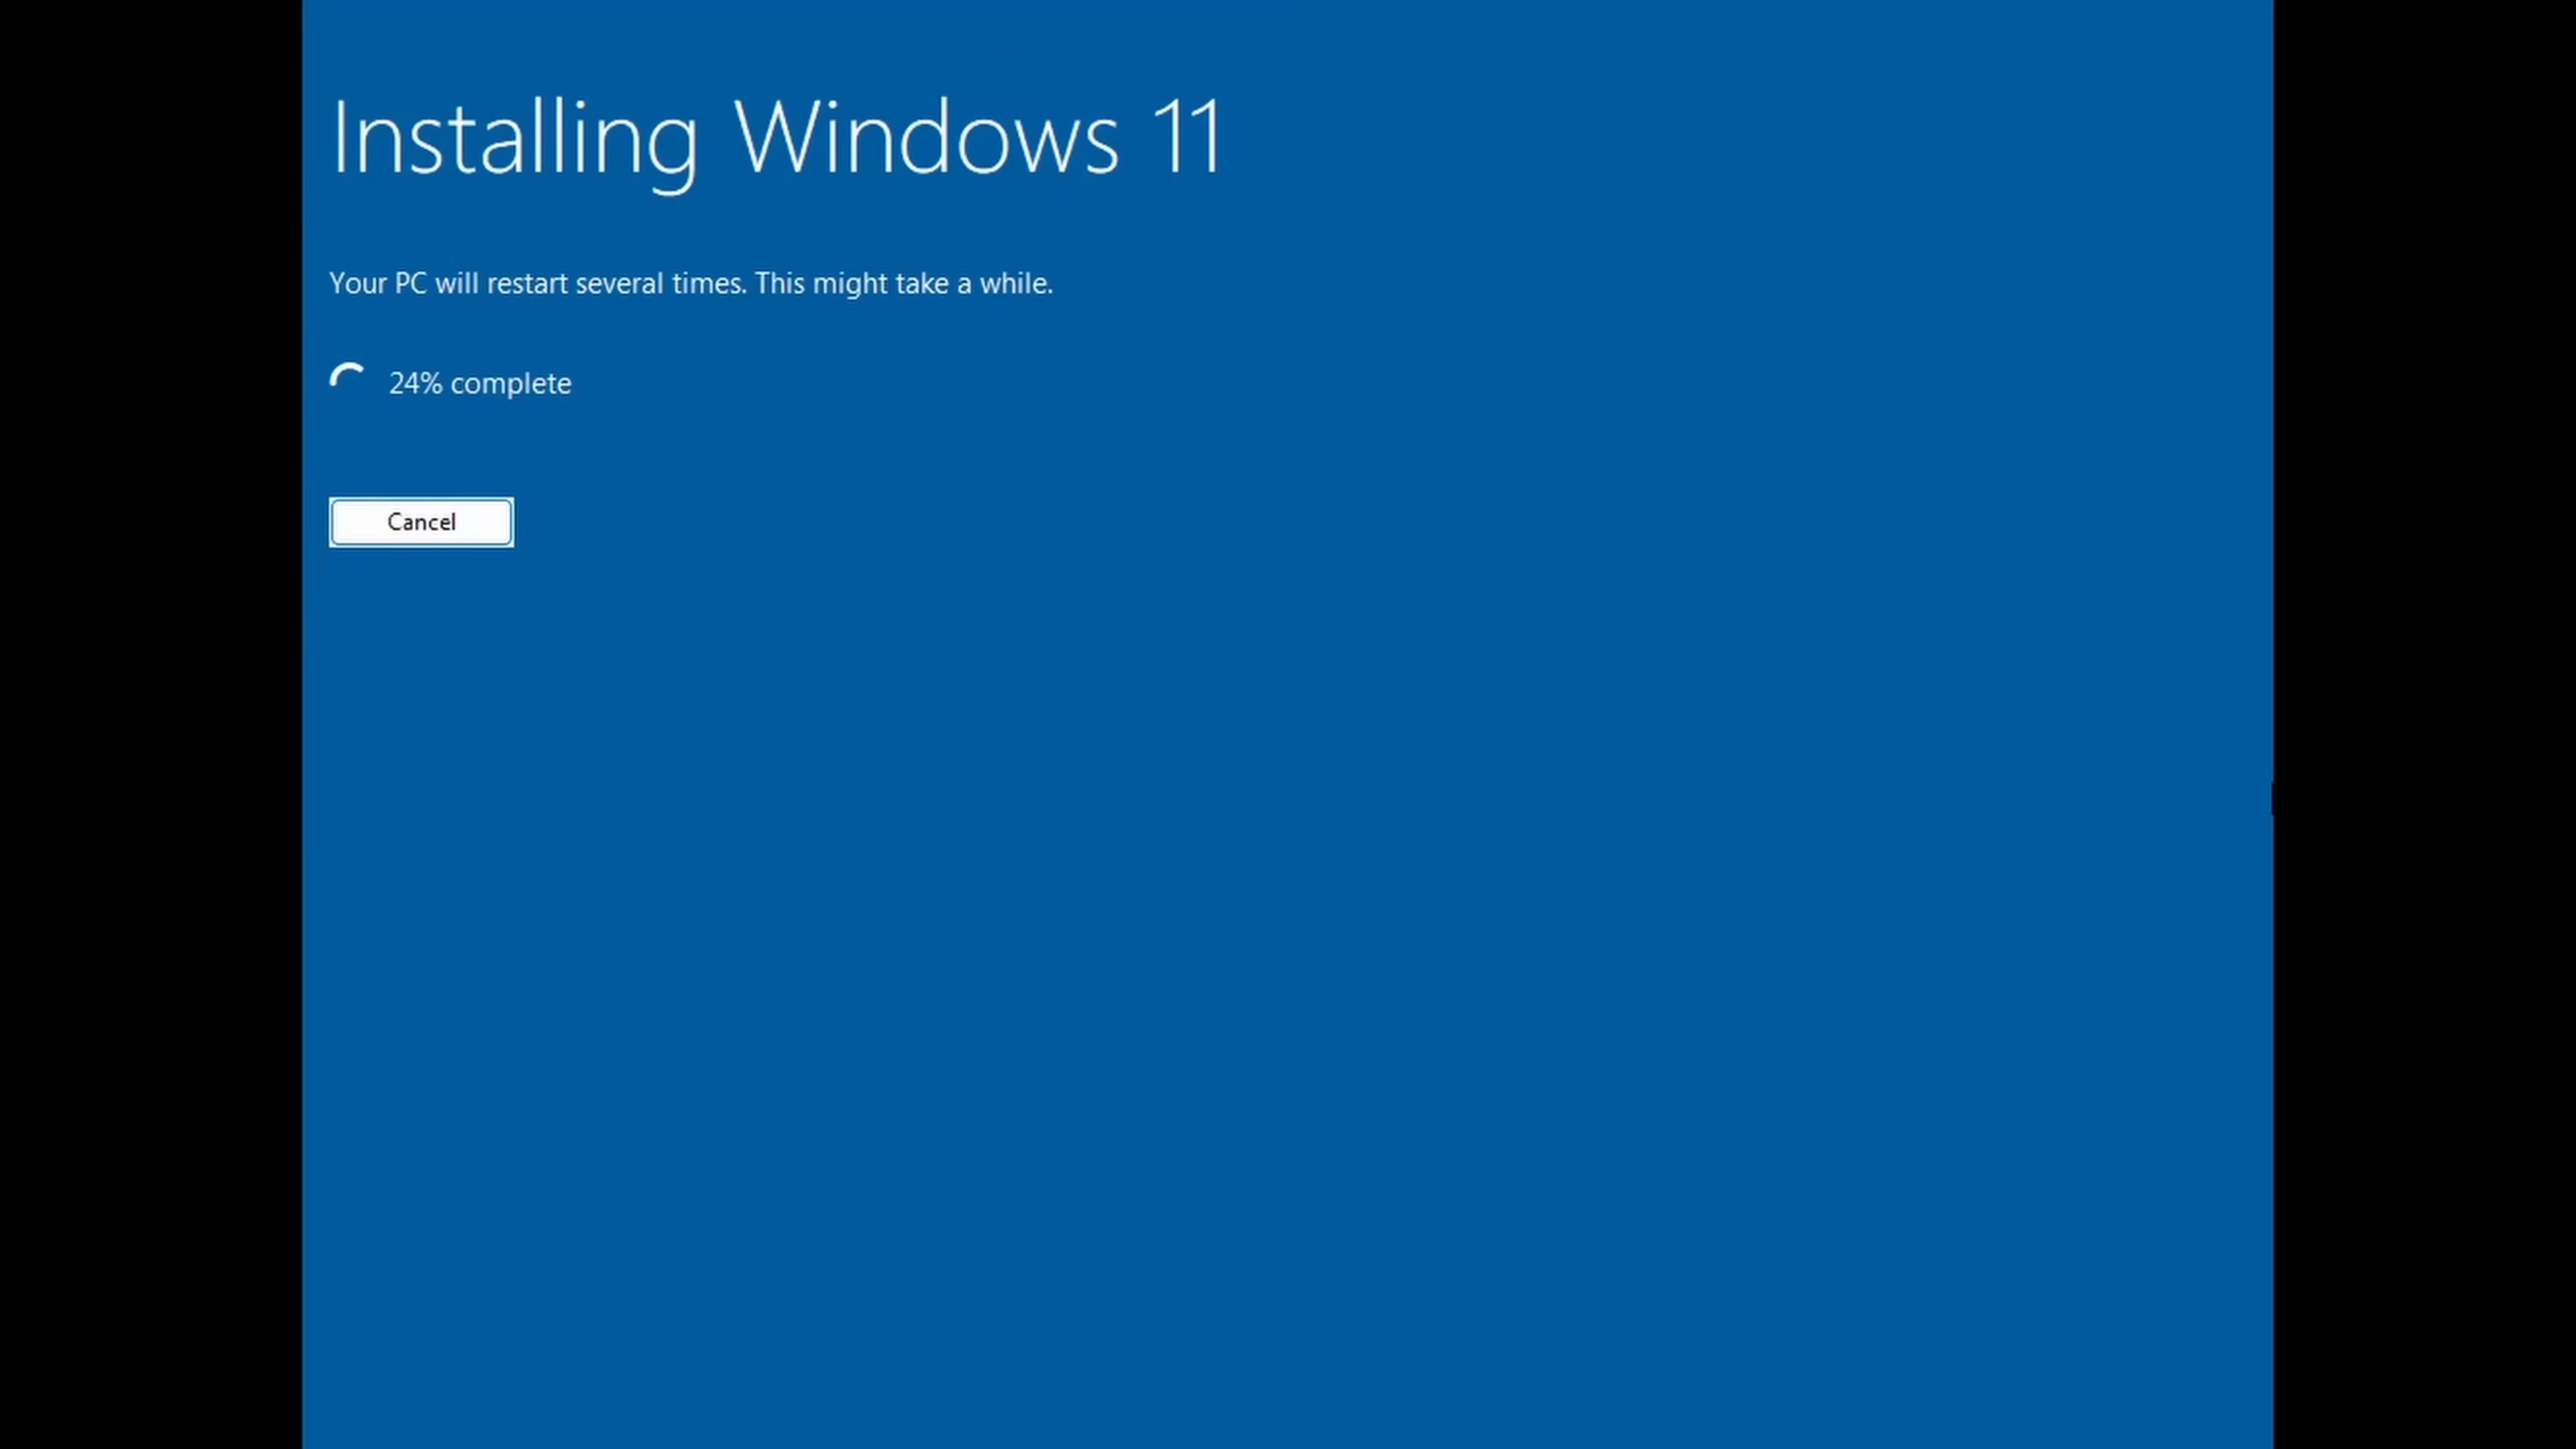 Installing Windows 11
Your PC will restart several times. This might take a while.
24% complete
Cancel